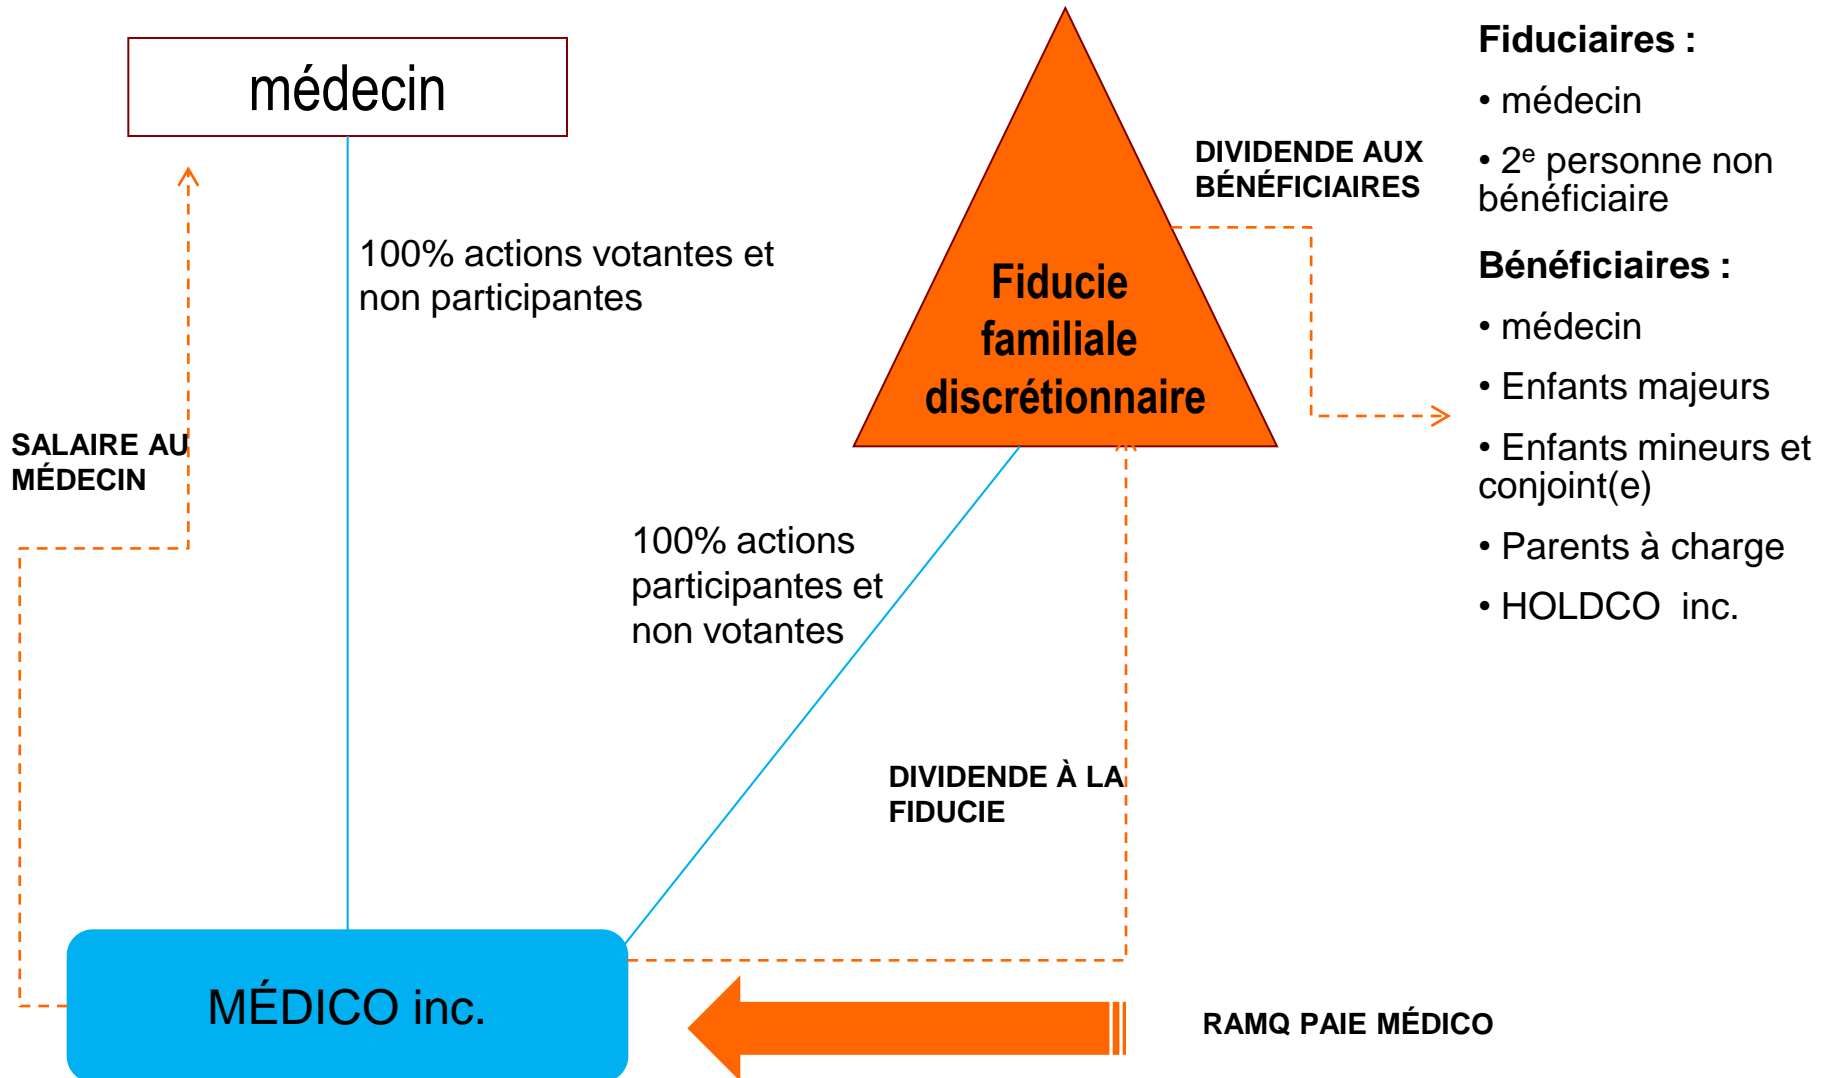 médecin
100% actions votantes et
non participantes
SALAIRE AU
MÉDECIN
Fiducie
familiale
discrétionnaire
DIVIDENDE AUX
BÉNÉFICIAIRES
100% actions
participantes et
non votantes
DIVIDENDE À LA
FIDUCIE
MÉDICO inc.
RAMQ PAIE MÉDICO
Fiduciaires :
• médecin
• 2e personne non
bénéficiaire
Bénéficiaires :
• médecin
• Enfants majeurs
• Enfants mineurs et
conjoint(e)
• Parents à charge
• HOLDCO inc.